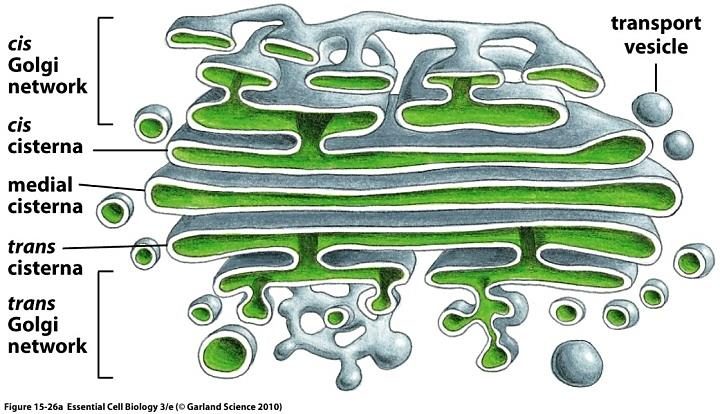 transport
vesicle
cis
Golgi
network
cis
cisterna
medial
cisterna
trans
cisterna
trans
Golgi
network
Figure 15-26a Essential Cell Biology 3/e (© Garland Science 2010)